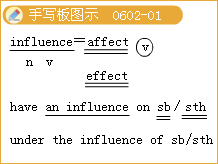 手写板图示 0602-01
influence=affect ⓥ
n v
effect
have an influence on sb/sth
under the influence of sb/sth